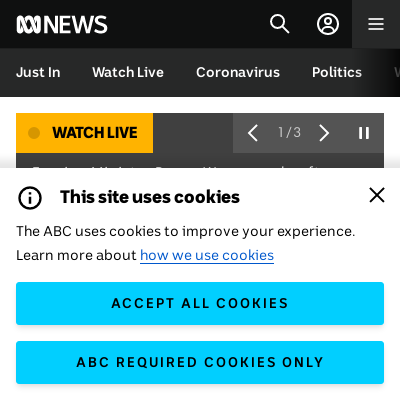 NEWS
Just In Watch Live Coronavirus Politics
WATCH LIVE 1/3
This site uses cookies
The ABC uses cookies to improve your experience.
Learn more about how we use cookies
ACCEPT ALL COOKIES
ABC REQUIRED COOKIES ONLY